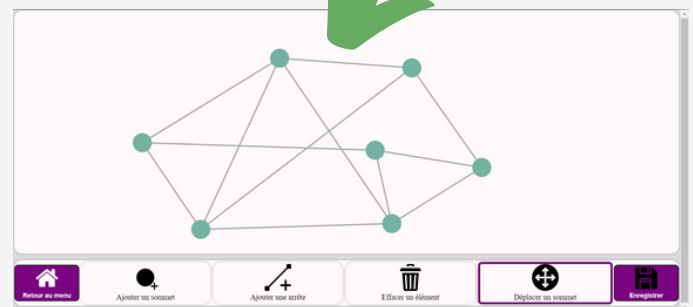 Retour au menu
Ajouter un sommet
Ajouter une arrête
Effacer un élément
Déplacer un sommet
Enregistrer